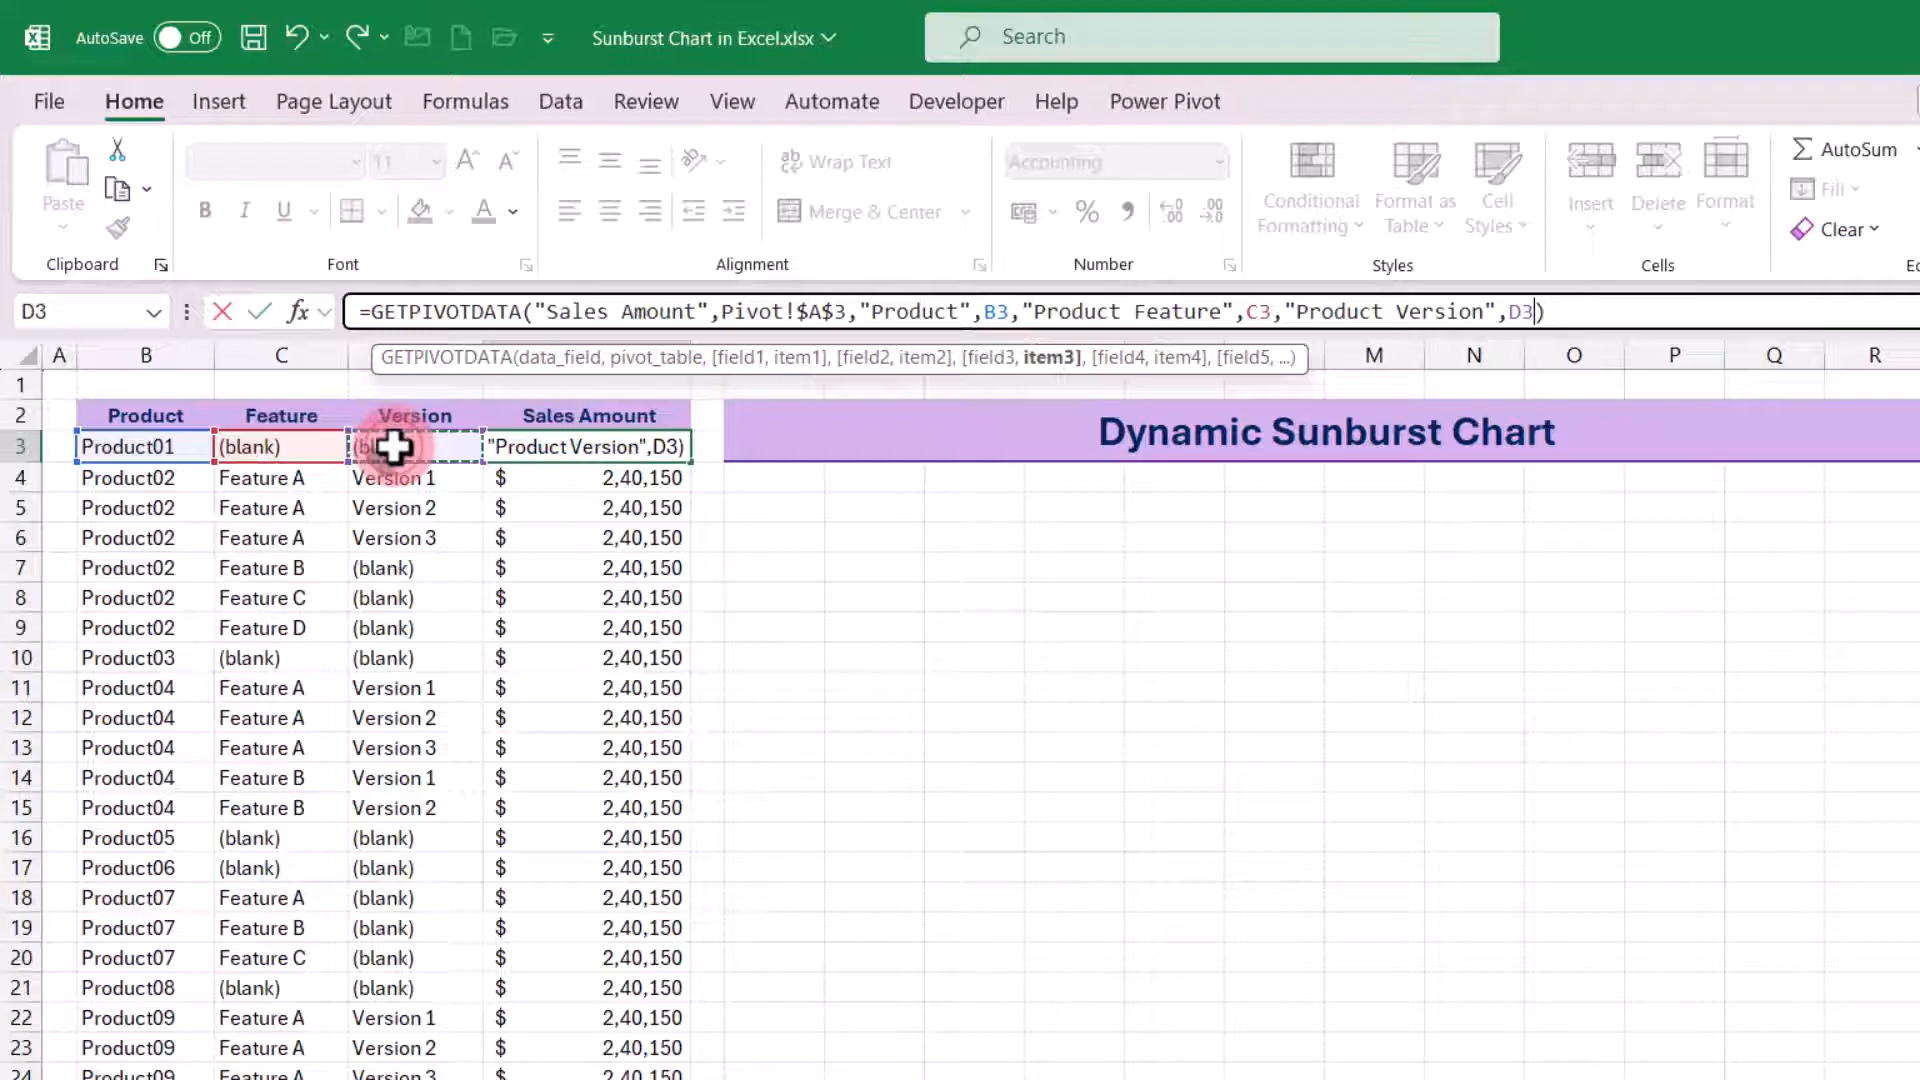 AutoSave Off Sunburst Chart in Excel.xlsx Search
File Home Insert Page Layout Formulas Data Review View Automate Developer Help Power Pivot
Paste
Clipboard
11
B I U A
Font
Wrap Text
Merge & Center
Alignment
Accounting
Number
Conditional Formatting
Format as Table
Cell Styles
Styles
Insert Delete Format
Cells
AutoSum
Fill
Clear
D3 fx =GETPIVOTDATA("Sales Amount",Pivot!$A$3,"Product",B3,"Product Feature",C3,"Product Version",D3)
GETPIVOTDATA(data_field, pivot_table, [field1, item1], [field2, item2], [field3, item3], [field4, item4], [field5, ...)
A B C M N O P Q R
1
2 Product Feature Version Sales Amount
Dynamic Sunburst Chart
3 Product01 (blank) "Product Version",D3)
4 Product02 Feature A Version 1 $ 2,40,150
5 Product02 Feature A Version 2 $ 2,40,150
6 Product02 Feature A Version 3 $ 2,40,150
7 Product02 Feature B (blank) $ 2,40,150
8 Product02 Feature C (blank) $ 2,40,150
9 Product02 Feature D (blank) $ 2,40,150
10 Product03 (blank) (blank) $ 2,40,150
11 Product04 Feature A Version 1 $ 2,40,150
12 Product04 Feature A Version 2 $ 2,40,150
13 Product04 Feature A Version 3 $ 2,40,150
14 Product04 Feature B Version 1 $ 2,40,150
15 Product04 Feature B Version 2 $ 2,40,150
16 Product05 (blank) (blank) $ 2,40,150
17 Product06 (blank) (blank) $ 2,40,150
18 Product07 Feature A (blank) $ 2,40,150
19 Product07 Feature B (blank) $ 2,40,150
20 Product07 Feature C (blank) $ 2,40,150
21 Product08 (blank) (blank) $ 2,40,150
22 Product09 Feature A Version 1 $ 2,40,150
23 Product09 Feature A Version 2 $ 2,40,150
24 Product09 Feature A Version 3 $ 2,40,150